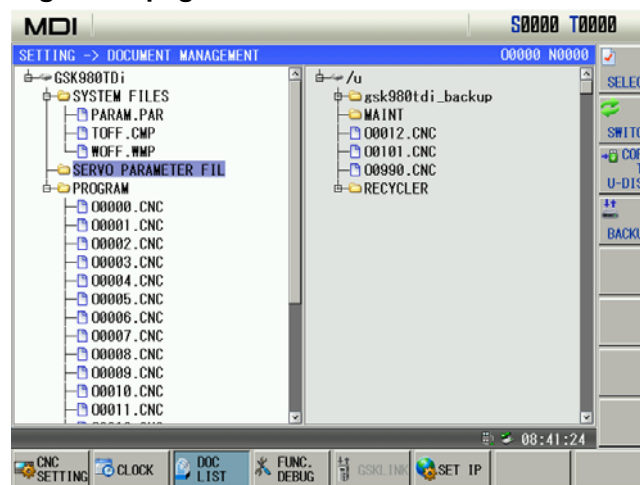 MDI S0000 T0000
SETTING -> DOCUMENT MANAGEMENT O0000 N0000
GSK980TDi
SYSTEM FILES
PARAM.PAR
TOFF.CMP
WOFF.WMP
SERVO PARAMETER FIL
PROGRAM
O0000.CNC
O0001.CNC
O0002.CNC
O0003.CNC
O0004.CNC
O0005.CNC
O0006.CNC
O0007.CNC
O0008.CNC
O0009.CNC
O0010.CNC
O0011.CNC
/u
gsk980tdi_backup
MAINT
O0012.CNC
O0101.CNC
O0990.CNC
RECYCLER
SELEC
SWITC
COP
U-DIS
BACKU
08:41:24
CNC SETTING
CLOCK
DOC LIST
FUNC. DEBUG
GSKLINK
SET IP